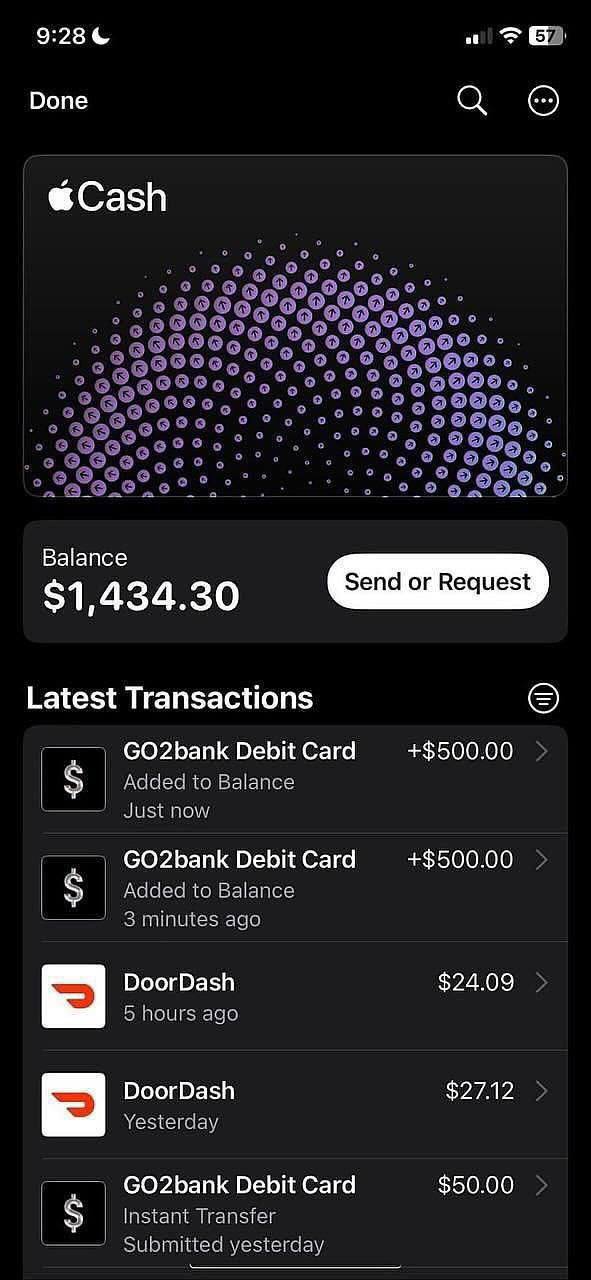 9:28
57
Done
Cash
Balance
$1,434.30
Send or Request
Latest Transactions
GO2bank Debit Card +$500.00
Added to Balance
Just now
GO2bank Debit Card +$500.00
Added to Balance
3 minutes ago
DoorDash $24.09
5 hours ago
DoorDash $27.12
Yesterday
GO2bank Debit Card $50.00
Instant Transfer
Submitted yesterday